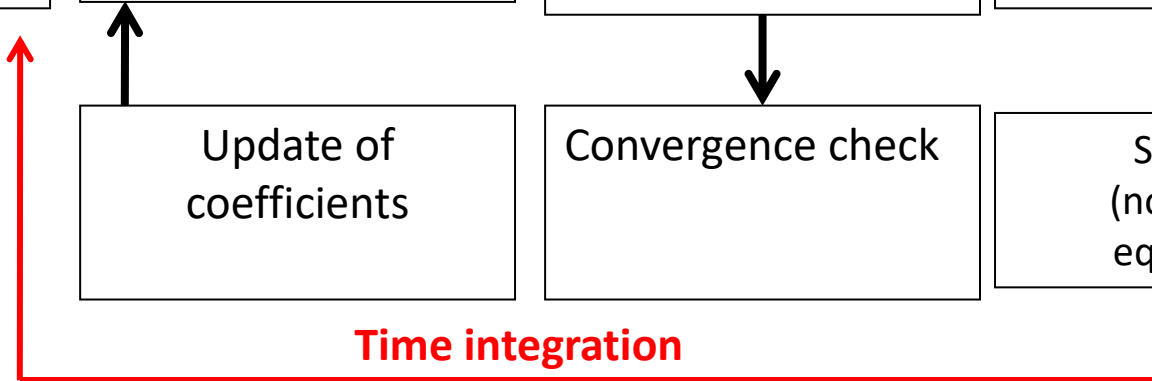 Update of
coefficients
Convergence check
Time integration